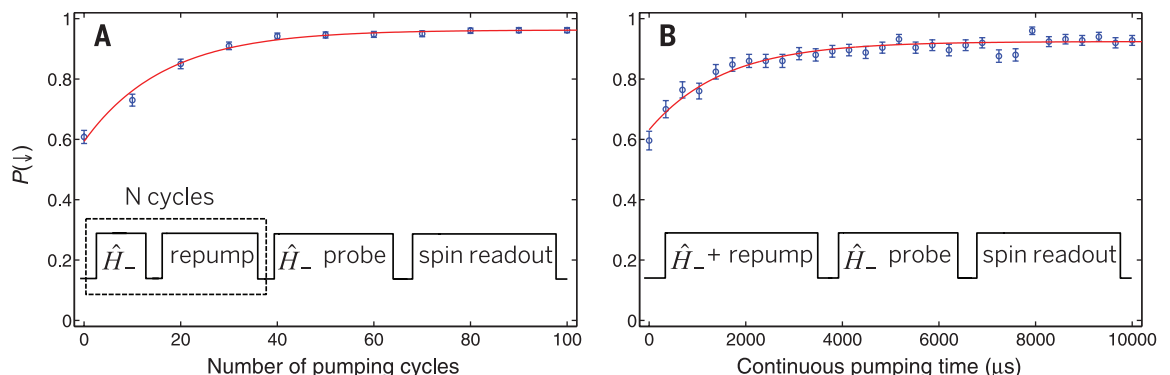 A
1
0.8
0.6
0.4
0.2
0
P(↓)
N cycles
Ĥ₋ repump Ĥ₋ probe spin readout
0 20 40 60 80 100
Number of pumping cycles
B
1
0.8
0.6
0.4
0.2
0
Ĥ₋ + repump Ĥ₋ probe spin readout
0 2000 4000 6000 8000 10000
Continuous pumping time (μs)